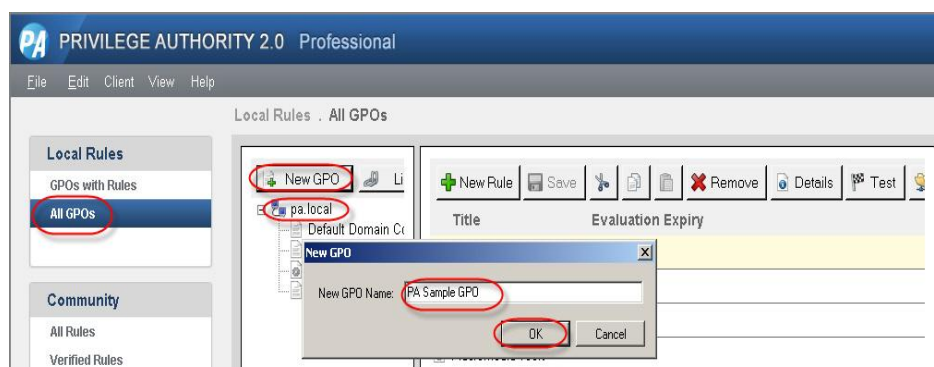 PA PRIVILEGE AUTHORITY 2.0 Professional
File Edit Client View Help
Local Rules . All GPOs
Local Rules
GPOs with Rules
All GPOs
Community
All Rules
Verified Rules
New GPO Li
pa.local
Default Domain Co
New Rule Save Remove Details Test
Title Evaluation Expiry
New GPO
New GPO Name: PA Sample GPO
OK Cancel